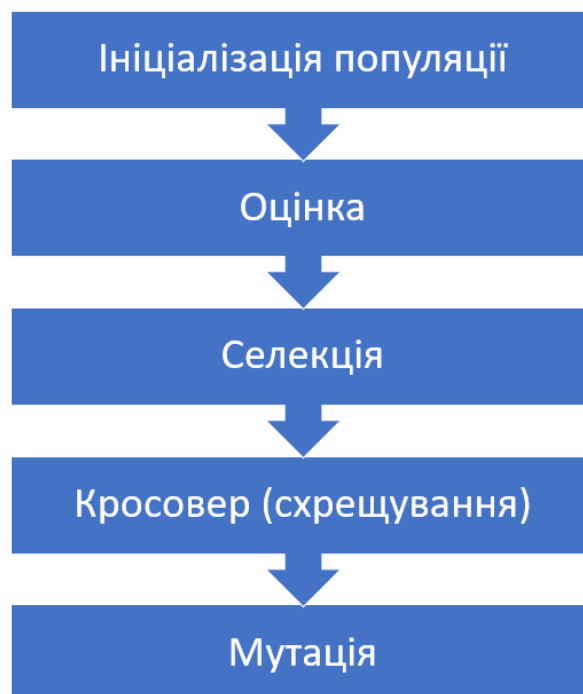 Ініціалізація популяції
Оцінка
Селекція
Кросовер (схрещування)
Мутація